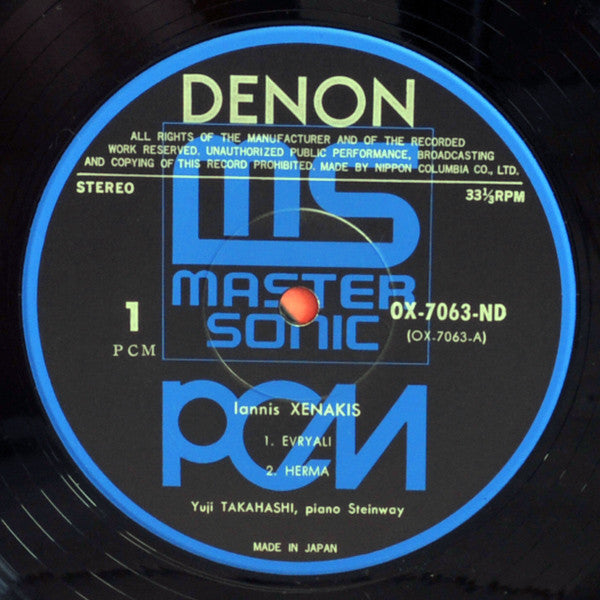 DENON
ALL RIGHTS OF THE MANUFACTURER AND OF THE RECORDED
WORK RESERVED. UNAUTHORIZED PUBLIC PERFORMANCE, BROADCASTING
AND COPYING OF THIS RECORD PROHIBITED. MADE BY NIPPON COLUMBIA CO., LTD.
STEREO
33⅓RPM
MS
MASTER
SONIC
1
PCM
OX-7063-ND
(OX-7063-A)
PCM
Iannis XENAKIS
1. EVRYALI
2. HERMA
Yuji TAKAHASHI, piano Steinway
MADE IN JAPAN